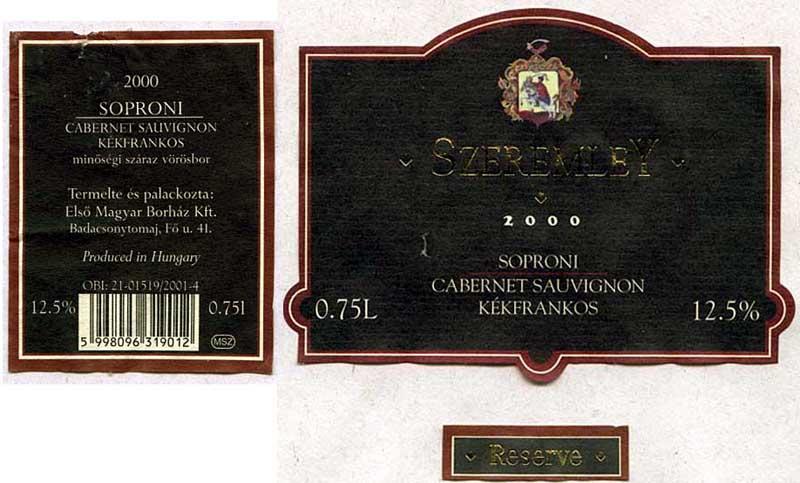 2000
SOPRONI
CABERNET SAUVIGNON
KÉKFRANKOS
minőségi száraz vörösbor
Termelte és palackozta:
Első Magyar Borház Kft.
Badacsonytomaj, Fő u. 41.
Produced in Hungary
OBI: 21-01519/2001-4
12.5% 0.75l
5 998096 319012
MSZ
SZEREMLEY
2000
SOPRONI
CABERNET SAUVIGNON
KÉKFRANKOS
0.75L 12.5%
Reserve